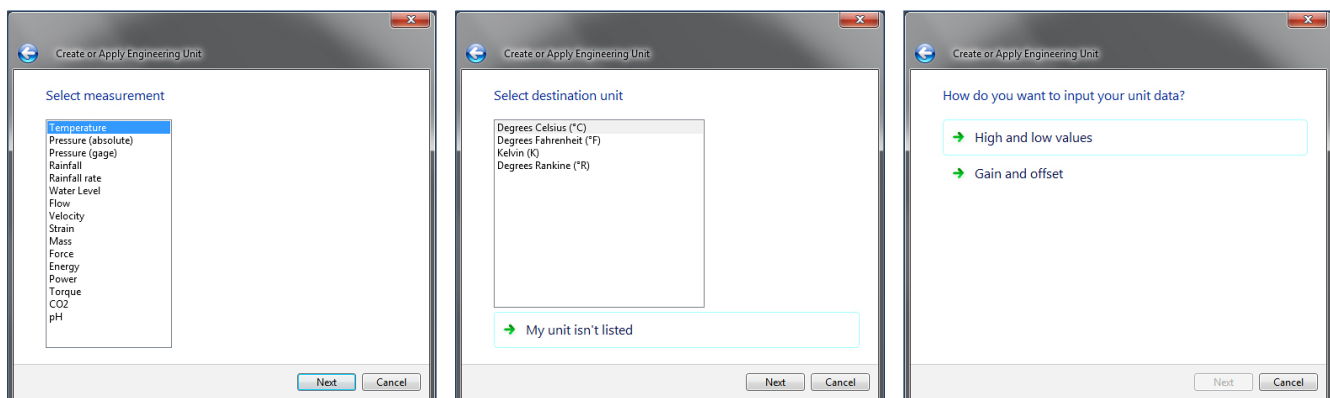 Create or Apply Engineering Unit
Select measurement
Temperature
Pressure (absolute)
Pressure (gage)
Rainfall
Rainfall rate
Water Level
Flow
Velocity
Strain
Mass
Force
Energy
Power
Torque
CO2
pH
Next
Cancel
Create or Apply Engineering Unit
Select destination unit
Degrees Celsius (°C)
Degrees Fahrenheit (°F)
Kelvin (K)
Degrees Rankine (°R)
My unit isn't listed
Next
Cancel
Create or Apply Engineering Unit
How do you want to input your unit data?
High and low values
Gain and offset
Next
Cancel